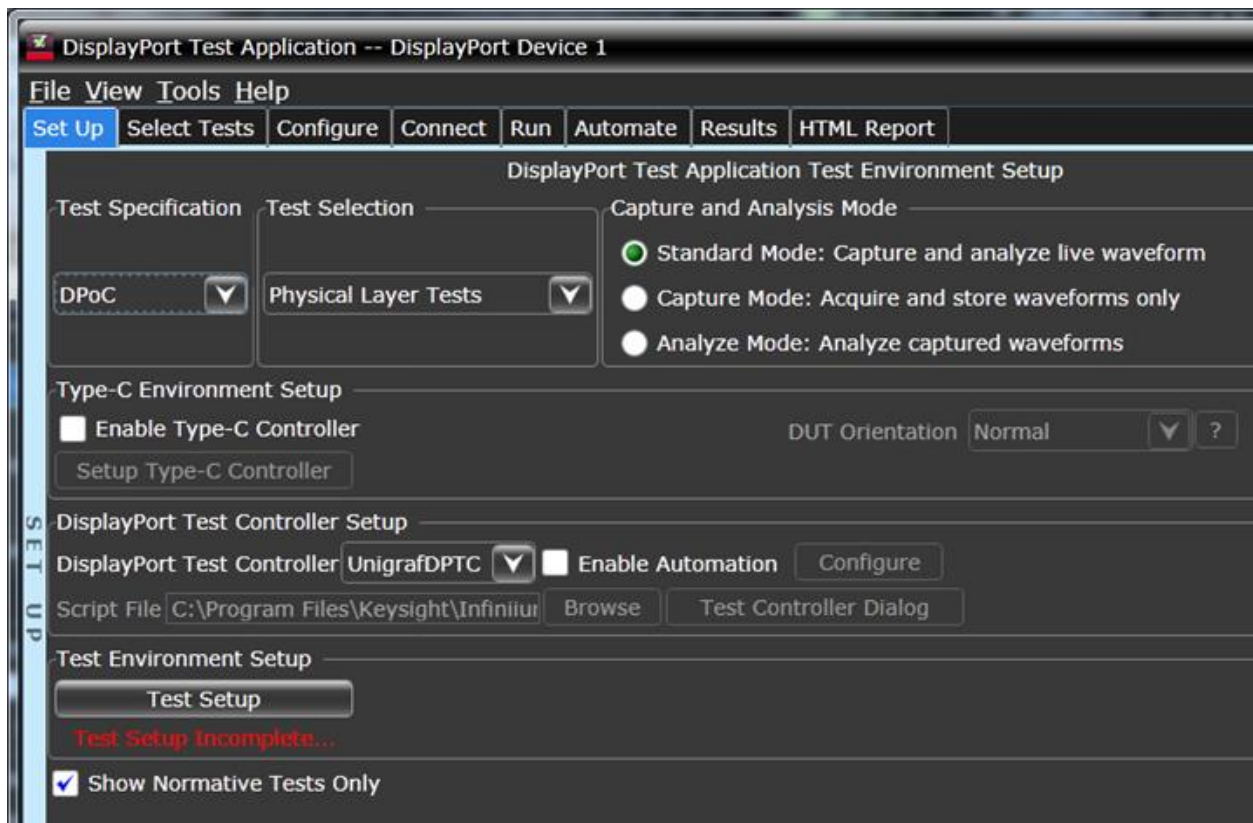 DisplayPort Test Application -- DisplayPort Device 1
File View Tools Help
Set Up Select Tests Configure Connect Run Automate Results HTML Report
DisplayPort Test Application Test Environment Setup
Test Specification
DPoC
Test Selection
Physical Layer Tests
Capture and Analysis Mode
Standard Mode: Capture and analyze live waveform
Capture Mode: Acquire and store waveforms only
Analyze Mode: Analyze captured waveforms
Type-C Environment Setup
Enable Type-C Controller
DUT Orientation Normal ?
Setup Type-C Controller
SET UP
DisplayPort Test Controller Setup
DisplayPort Test Controller UnigrafDPTC Enable Automation Configure
Script File C:\Program Files\Keysight\Infiniiur Browse Test Controller Dialog
Test Environment Setup
Test Setup
Test Setup Incomplete...
Show Normative Tests Only